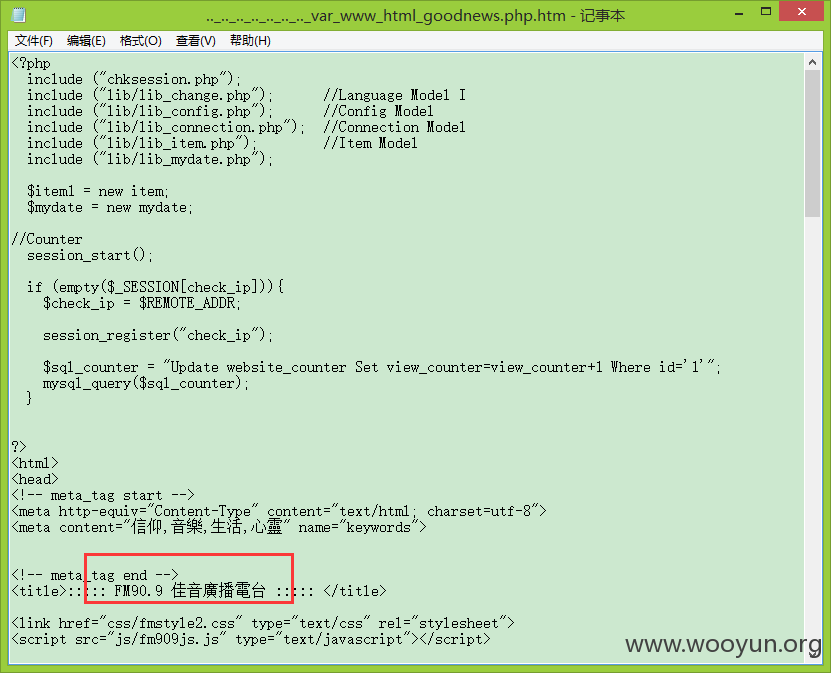 .._.._.._.._.._.._.._var_www_html_goodnews.php.htm - 记事本
文件(F) 编辑(E) 格式(O) 查看(V) 帮助(H)
<?php
  include ("chksession.php");
  include ("lib/lib_change.php");      //Language Model I
  include ("lib/lib_config.php");      //Config Model
  include ("lib/lib_connection.php");  //Connection Model
  include ("lib/lib_item.php");        //Item Model
  include ("lib/lib_mydate.php");
  $item1 = new item;
  $mydate = new mydate;
//Counter
  session_start();
  if (empty($_SESSION[check_ip])){
    $check_ip = $REMOTE_ADDR;
    session_register("check_ip");
    $sql_counter = "Update website_counter Set view_counter=view_counter+1 Where id='1'";
    mysql_query($sql_counter);
  }
?>
<html>
<head>
<!-- meta_tag start -->
<meta http-equiv="Content-Type" content="text/html; charset=utf-8">
<meta content="信仰,音樂,生活,心靈" name="keywords">
<!-- meta_tag end -->
<title>::::: FM90.9 佳音廣播電台 ::::: </title>
<link href="css/fmstyle2.css" type="text/css" rel="stylesheet">
<script src="js/fm909js.js" type="text/javascript"></script>
www.wooyun.org